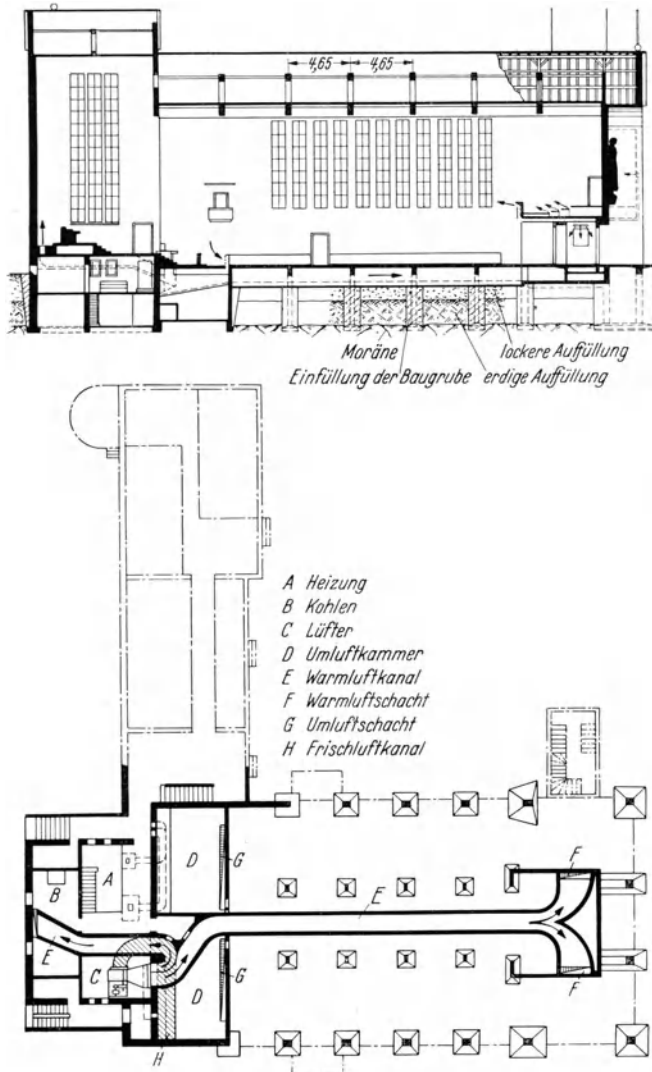 4,65 4,65
Moräne lockere Auffüllung
Einfüllung der Baugrube erdige Auffüllung
A Heizung
B Kohlen
C Lüfter
D Umluftkammer
E Warmluftkanal
F Warmluftschacht
G Umluftschacht
H Frischluftkanal
A
D
G
F
B
E
E
C
D
G
F
H